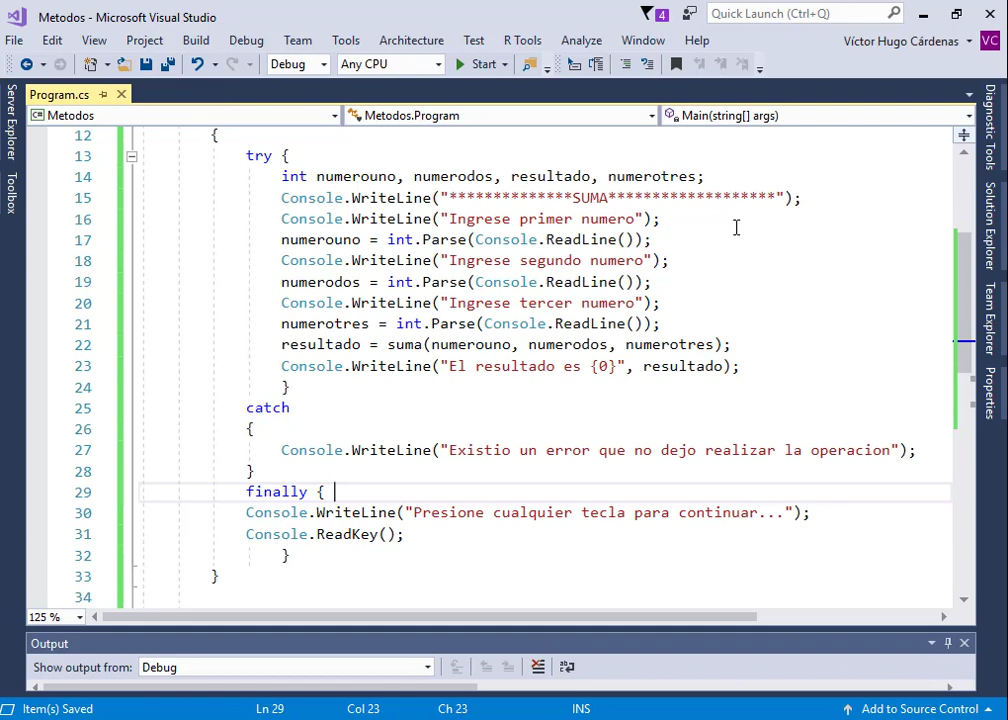 Metodos - Microsoft Visual Studio
4
Quick Launch (Ctrl+Q)
File Edit View Project Build Debug Team Tools Architecture Test R Tools Analyze Window Help Víctor Hugo Cárdenas VC
Debug Any CPU Start
Server Explorer
Toolbox
Program.cs
C# Metodos Metodos.Program Main(string[] args)
12 {
13 try {
14 int numerouno, numerodos, resultado, numerotres;
15 Console.WriteLine("**************SUMA*******************");
16 Console.WriteLine("Ingrese primer numero");
17 numerouno = int.Parse(Console.ReadLine());
18 Console.WriteLine("Ingrese segundo numero");
19 numerodos = int.Parse(Console.ReadLine());
20 Console.WriteLine("Ingrese tercer numero");
21 numerotres = int.Parse(Console.ReadLine());
22 resultado = suma(numerouno, numerodos, numerotres);
23 Console.WriteLine("El resultado es {0}", resultado);
24 }
25 catch
26 {
27 Console.WriteLine("Existio un error que no dejo realizar la operacion");
28 }
29 finally {
30 Console.WriteLine("Presione cualquier tecla para continuar...");
31 Console.ReadKey();
32 }
33 }
34
125 %
Diagnostic Tools
Solution Explorer
Team Explorer
Properties
Output
Show output from: Debug
Item(s) Saved Ln 29 Col 23 Ch 23 INS Add to Source Control